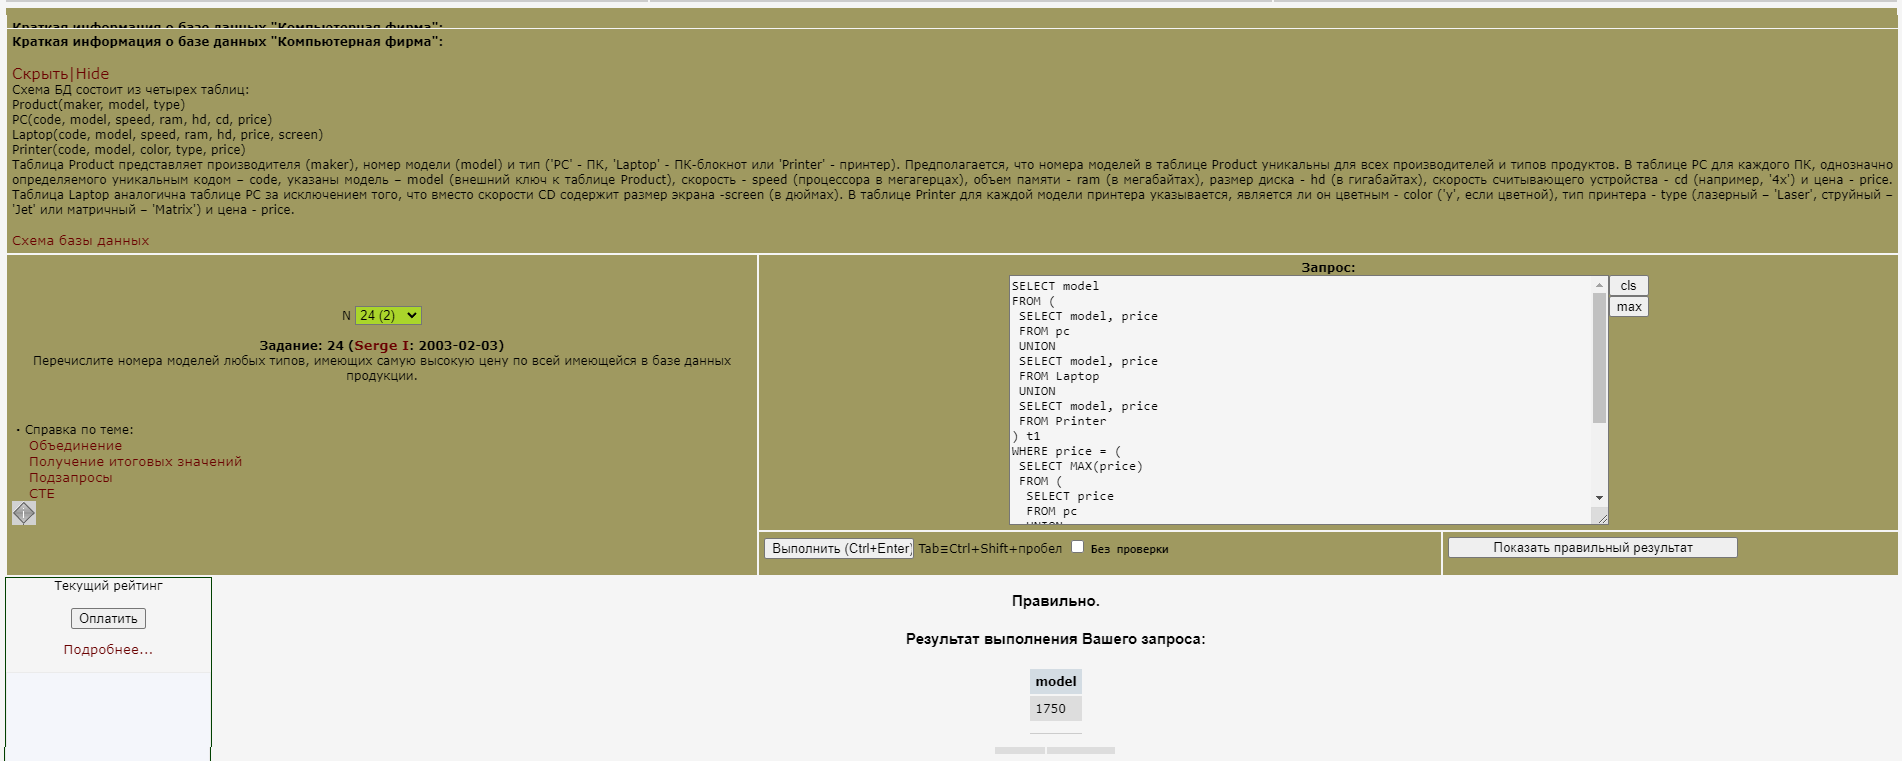 Краткая информация о базе данных "Компьютерная фирма":
Краткая информация о базе данных "Компьютерная фирма":
Скрыть|Hide
Схема БД состоит из четырех таблиц:
Product(maker, model, type)
PC(code, model, speed, ram, hd, cd, price)
Laptop(code, model, speed, ram, hd, price, screen)
Printer(code, model, color, type, price)
Таблица Product представляет производителя (maker), номер модели (model) и тип ('PC' - ПК, 'Laptop' - ПК-блокнот или 'Printer' - принтер). Предполагается, что номера моделей в таблице Product уникальны для всех производителей и типов продуктов. В таблице PC для каждого ПК, однозначно
определяемого уникальным кодом – code, указаны модель – model (внешний ключ к таблице Product), скорость - speed (процессора в мегагерцах), объем памяти - ram (в мегабайтах), размер диска - hd (в гигабайтах), скорость считывающего устройства - cd (например, '4x') и цена - price.
Таблица Laptop аналогична таблице РС за исключением того, что вместо скорости CD содержит размер экрана -screen (в дюймах). В таблице Printer для каждой модели принтера указывается, является ли он цветным - color ('y', если цветной), тип принтера - type (лазерный – 'Laser', струйный –
'Jet' или матричный – 'Matrix') и цена - price.
Схема базы данных
N 24 (2)
Задание: 24 (Serge I: 2003-02-03)
Перечислите номера моделей любых типов, имеющих самую высокую цену по всей имеющейся в базе данных
продукции.
· Справка по теме:
Объединение
Получение итоговых значений
Подзапросы
CTE
Запрос:
SELECT model
FROM (
SELECT model, price
FROM pc
UNION
SELECT model, price
FROM Laptop
UNION
SELECT model, price
FROM Printer
) t1
WHERE price = (
SELECT MAX(price)
FROM (
SELECT price
FROM pc
UNION
cls
max
Выполнить (Ctrl+Enter) Tab≡Ctrl+Shift+пробел Без проверки
Показать правильный результат
Текущий рейтинг
Оплатить
Подробнее...
Правильно.
Результат выполнения Вашего запроса:
model
1750